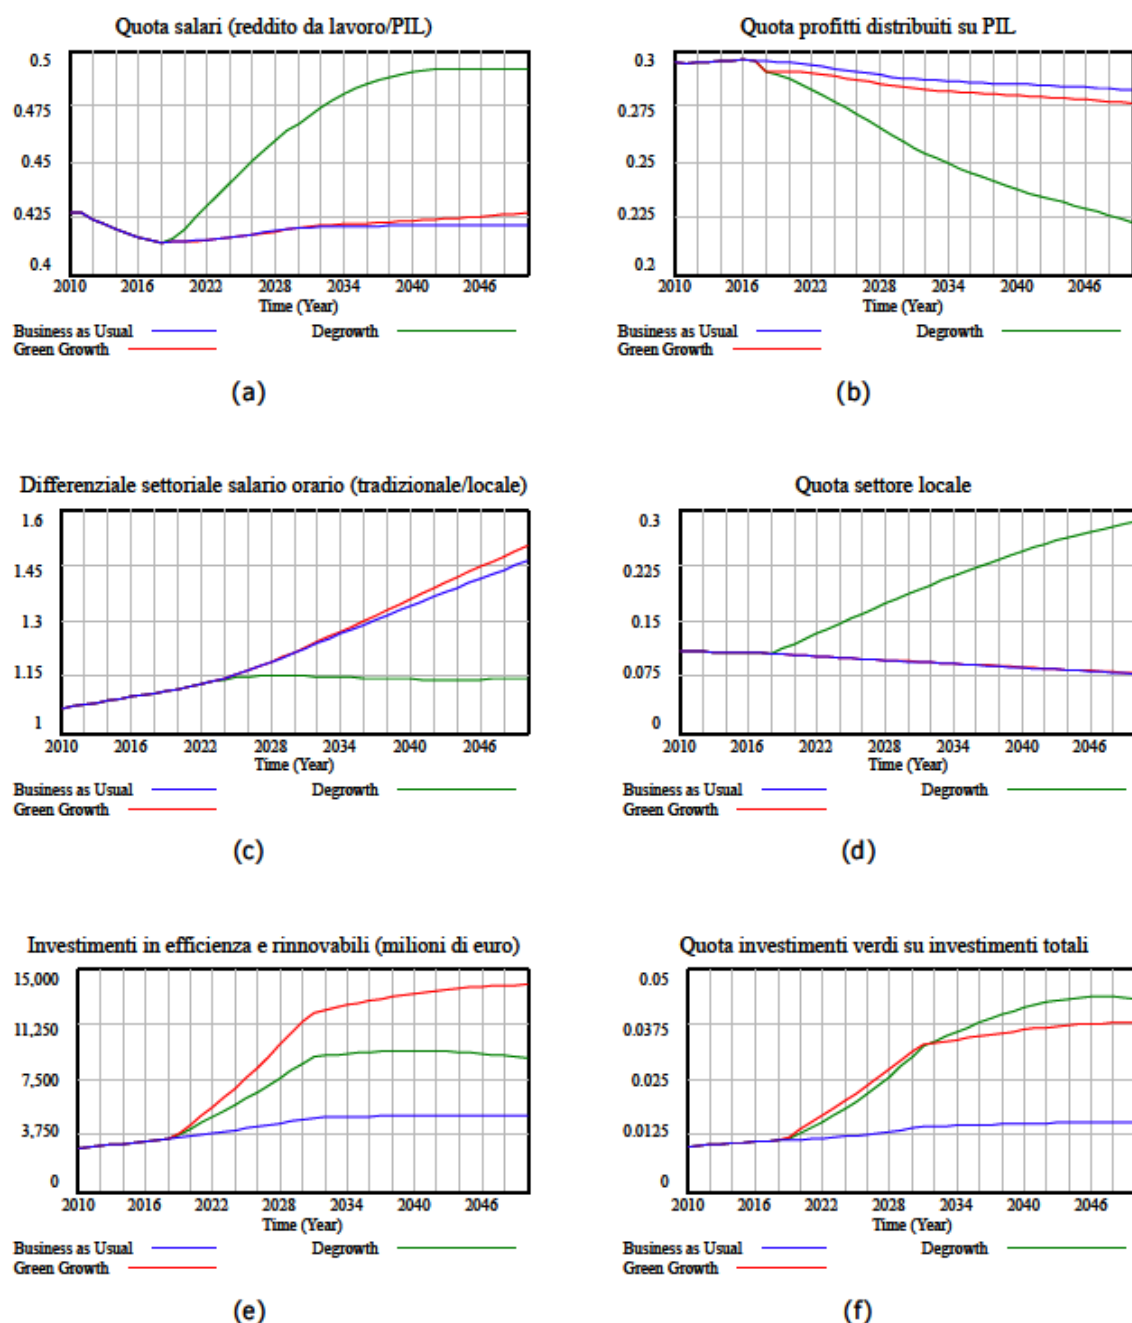 Quota salari (reddito da lavoro/PIL)
0.5
0.475
0.45
0.425
0.4
2010 2016 2022 2028 2034 2040 2046
Time (Year)
Business as Usual Degrowth
Green Growth
(a)
Quota profitti distribuiti su PIL
0.3
0.275
0.25
0.225
0.2
2010 2016 2022 2028 2034 2040 2046
Time (Year)
Business as Usual Degrowth
Green Growth
(b)
Differenziale settoriale salario orario (tradizionale/locale)
1.6
1.45
1.3
1.15
1
2010 2016 2022 2028 2034 2040 2046
Time (Year)
Business as Usual Degrowth
Green Growth
(c)
Quota settore locale
0.3
0.225
0.15
0.075
0
2010 2016 2022 2028 2034 2040 2046
Time (Year)
Business as Usual Degrowth
Green Growth
(d)
Investimenti in efficienza e rinnovabili (milioni di euro)
15,000
11,250
7,500
3,750
0
2010 2016 2022 2028 2034 2040 2046
Time (Year)
Business as Usual Degrowth
Green Growth
(e)
Quota investimenti verdi su investimenti totali
0.05
0.0375
0.025
0.0125
0
2010 2016 2022 2028 2034 2040 2046
Time (Year)
Business as Usual Degrowth
Green Growth
(f)